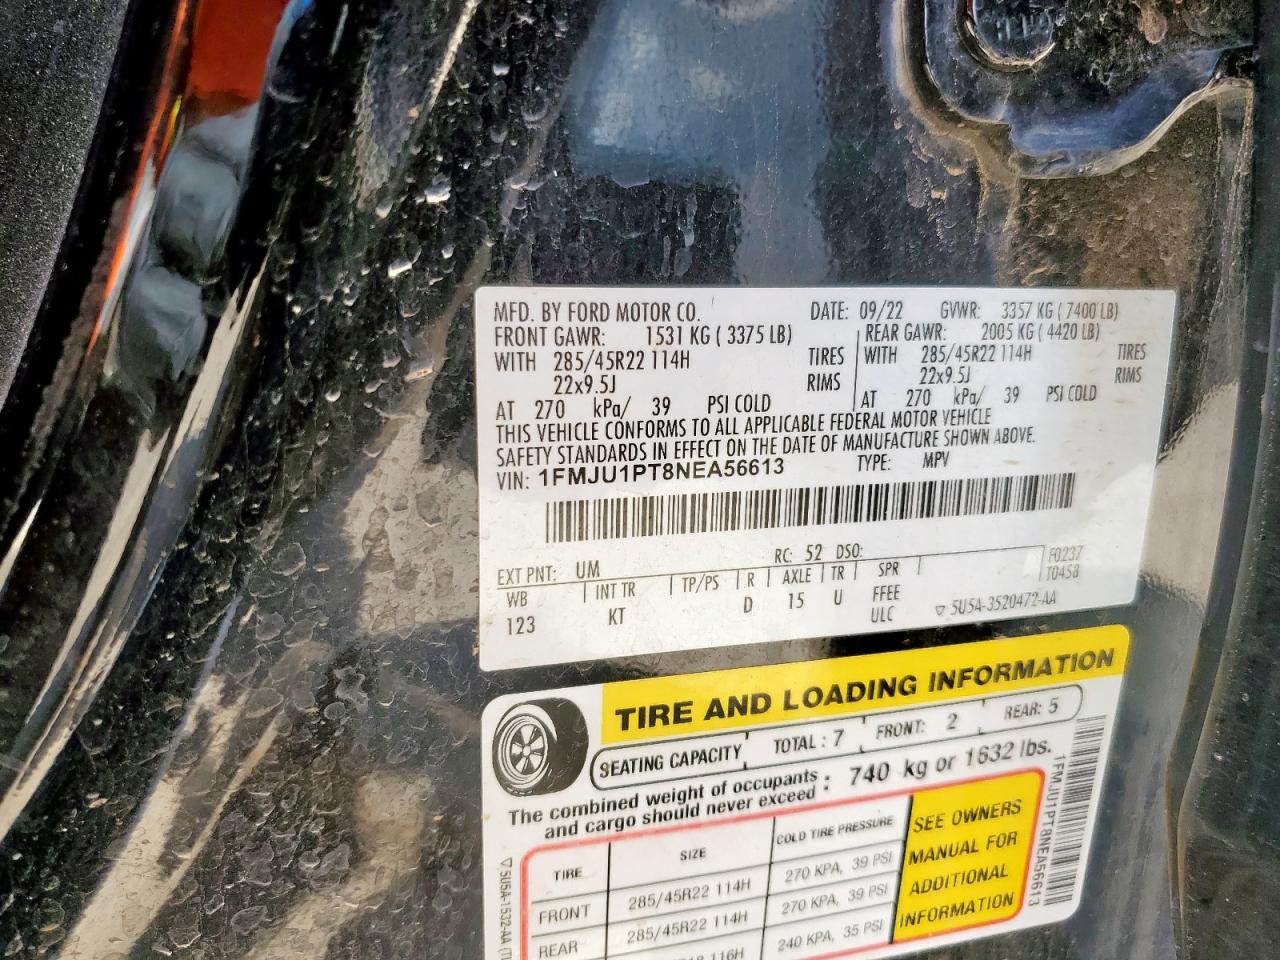 MFD. BY FORD MOTOR CO. DATE: 09/22 GVWR: 3357 KG ( 7400 LB)
FRONT GAWR: 1531 KG ( 3375 LB) REAR GAWR: 2005 KG ( 4420 LB)
WITH 285/45R22 114H TIRES WITH 285/45R22 114H TIRES
22x9.5J RIMS 22x9.5J RIMS
AT 270 kPa/ 39 PSI COLD AT 270 kPa/ 39 PSI COLD
THIS VEHICLE CONFORMS TO ALL APPLICABLE FEDERAL MOTOR VEHICLE
SAFETY STANDARDS IN EFFECT ON THE DATE OF MANUFACTURE SHOWN ABOVE.
VIN: 1FMJU1PT8NEA56613 TYPE: MPV
EXT PNT: UM RC: 52 DSO: F0237
WB INT TR TP/PS R AXLE TR SPR T0458
123 KT D 15 U FFEE
ULC 5U5A-3520472-AA
TIRE AND LOADING INFORMATION
SEATING CAPACITY TOTAL : 7 FRONT: 2 REAR: 5
The combined weight of occupants and cargo should never exceed : 740 kg or 1632 lbs.
TIRE SIZE COLD TIRE PRESSURE
FRONT 285/45R22 114H 270 KPA, 39 PSI
REAR 285/45R22 114H 270 KPA, 39 PSI
116H 240 KPA, 35 PSI
SEE OWNERS
MANUAL FOR
ADDITIONAL
INFORMATION
1FMJU1PT8NEA56613
5U5A-1532-AA